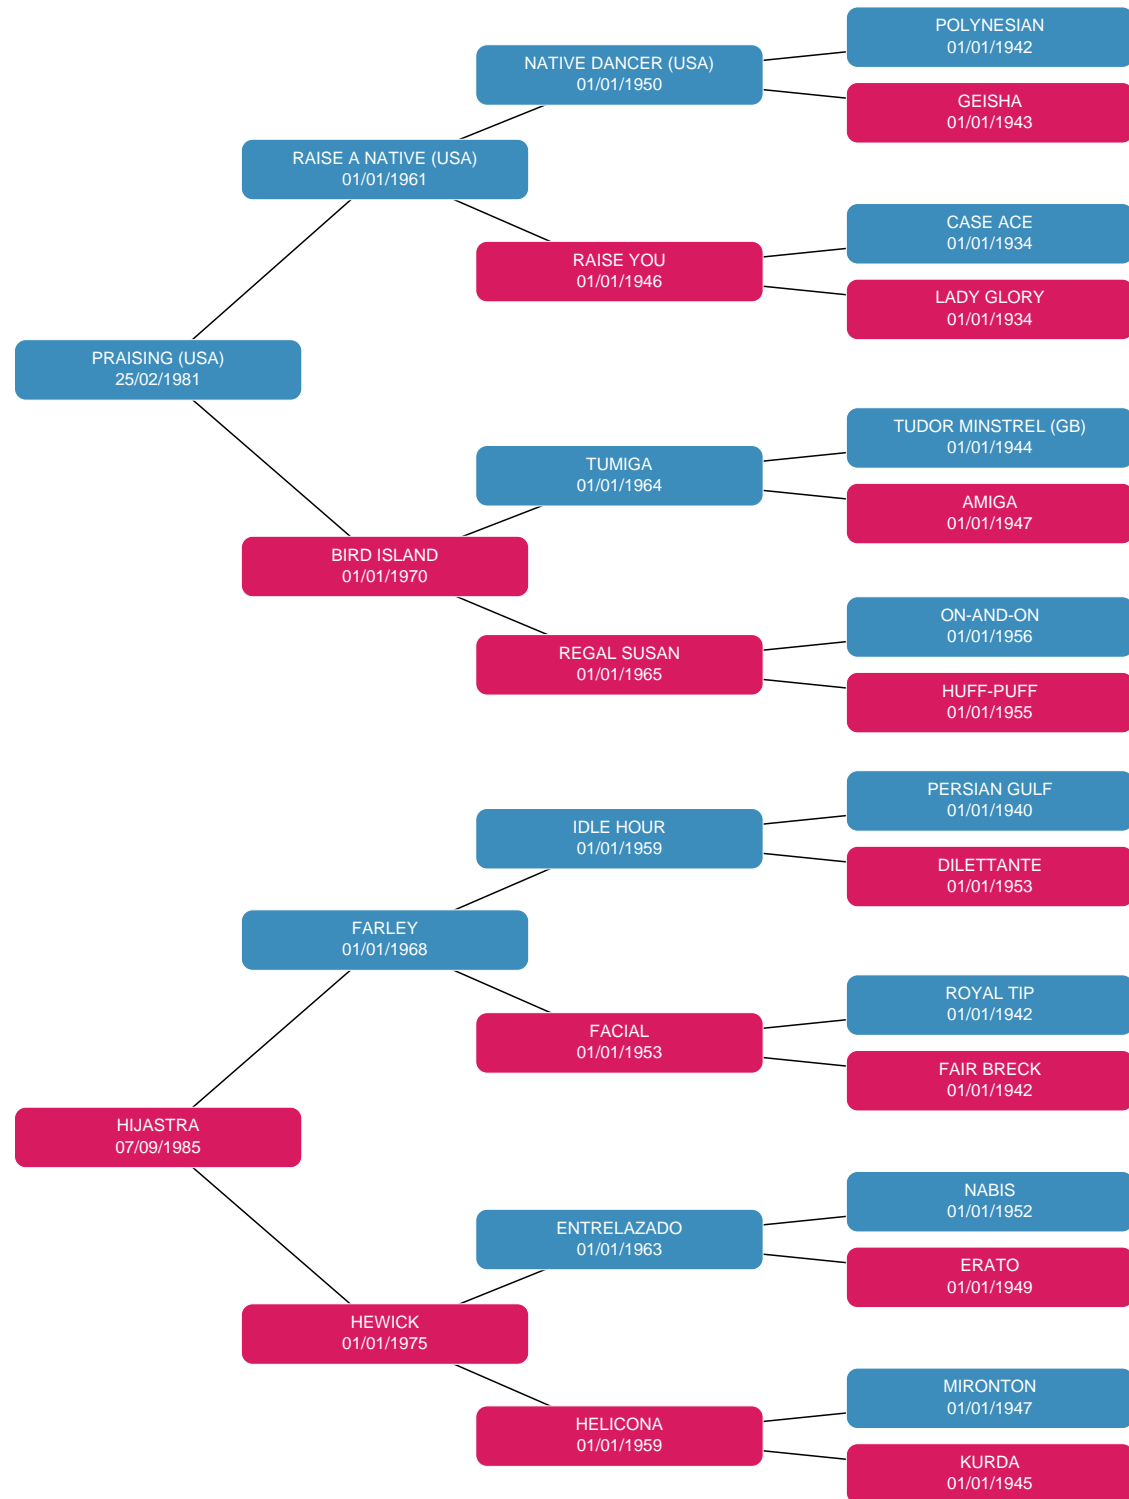 POLYNESIAN
01/01/1942
NATIVE DANCER (USA)
01/01/1950
GEISHA
01/01/1943
RAISE A NATIVE (USA)
01/01/1961
CASE ACE
01/01/1934
RAISE YOU
01/01/1946
LADY GLORY
01/01/1934
PRAISING (USA)
25/02/1981
TUDOR MINSTREL (GB)
01/01/1944
TUMIGA
01/01/1964
AMIGA
01/01/1947
BIRD ISLAND
01/01/1970
ON-AND-ON
01/01/1956
REGAL SUSAN
01/01/1965
HUFF-PUFF
01/01/1955
PERSIAN GULF
01/01/1940
IDLE HOUR
01/01/1959
DILETTANTE
01/01/1953
FARLEY
01/01/1968
ROYAL TIP
01/01/1942
FACIAL
01/01/1953
FAIR BRECK
01/01/1942
HIJASTRA
07/09/1985
NABIS
01/01/1952
ENTRELAZADO
01/01/1963
ERATO
01/01/1949
HEWICK
01/01/1975
MIRONTON
01/01/1947
HELICONA
01/01/1959
KURDA
01/01/1945